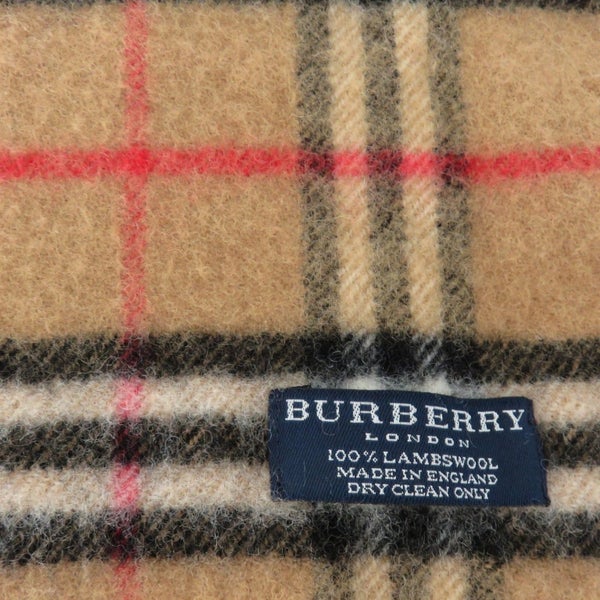 BURBERRY
LONDON
100% LAMBSWOOL
MADE IN ENGLAND
DRY CLEAN ONLY